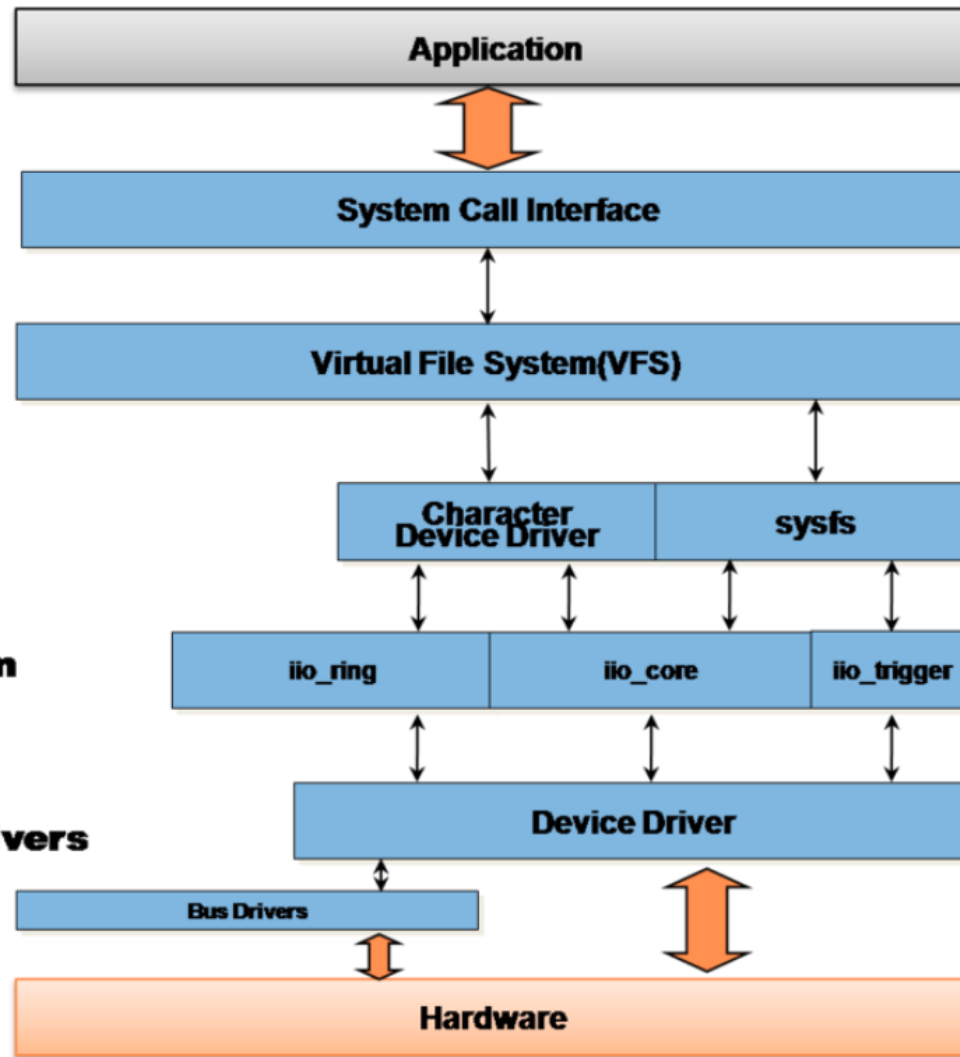 Application
System Call Interface
Virtual File System(VFS)
Character
Device Driver
sysfs
iio_ring
iio_core
iio_trigger
Device Driver
Bus Drivers
Hardware